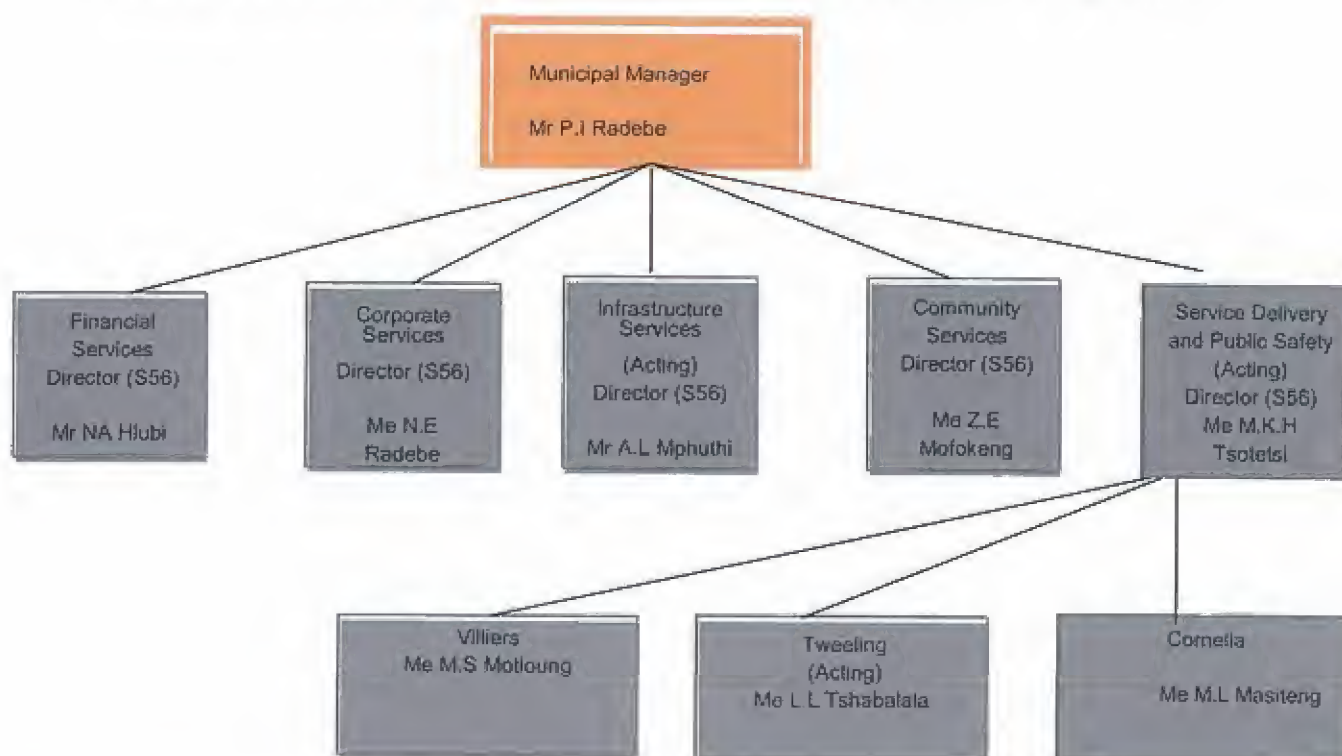 Municipal Manager
Mr P.I Radebe
Financial
Services
Director (S56)
Mr NA Hlubi
Corporate
Services
Director (S56)
Me N.E
Radebe
Infrastructure
Services
(Acting)
Director (S56)
Mr A.L Mphuthi
Community
Services
Director (S56)
Me Z.E
Mofokeng
Service Delivery
and Public Safety
(Acting)
Director (S56)
Me M.K.H
Tsotetsi
Villiers
Me M.S Motloung
Tweeling
(Acting)
Me L.L Tshabalala
Cornelia
Me M.L Masiteng